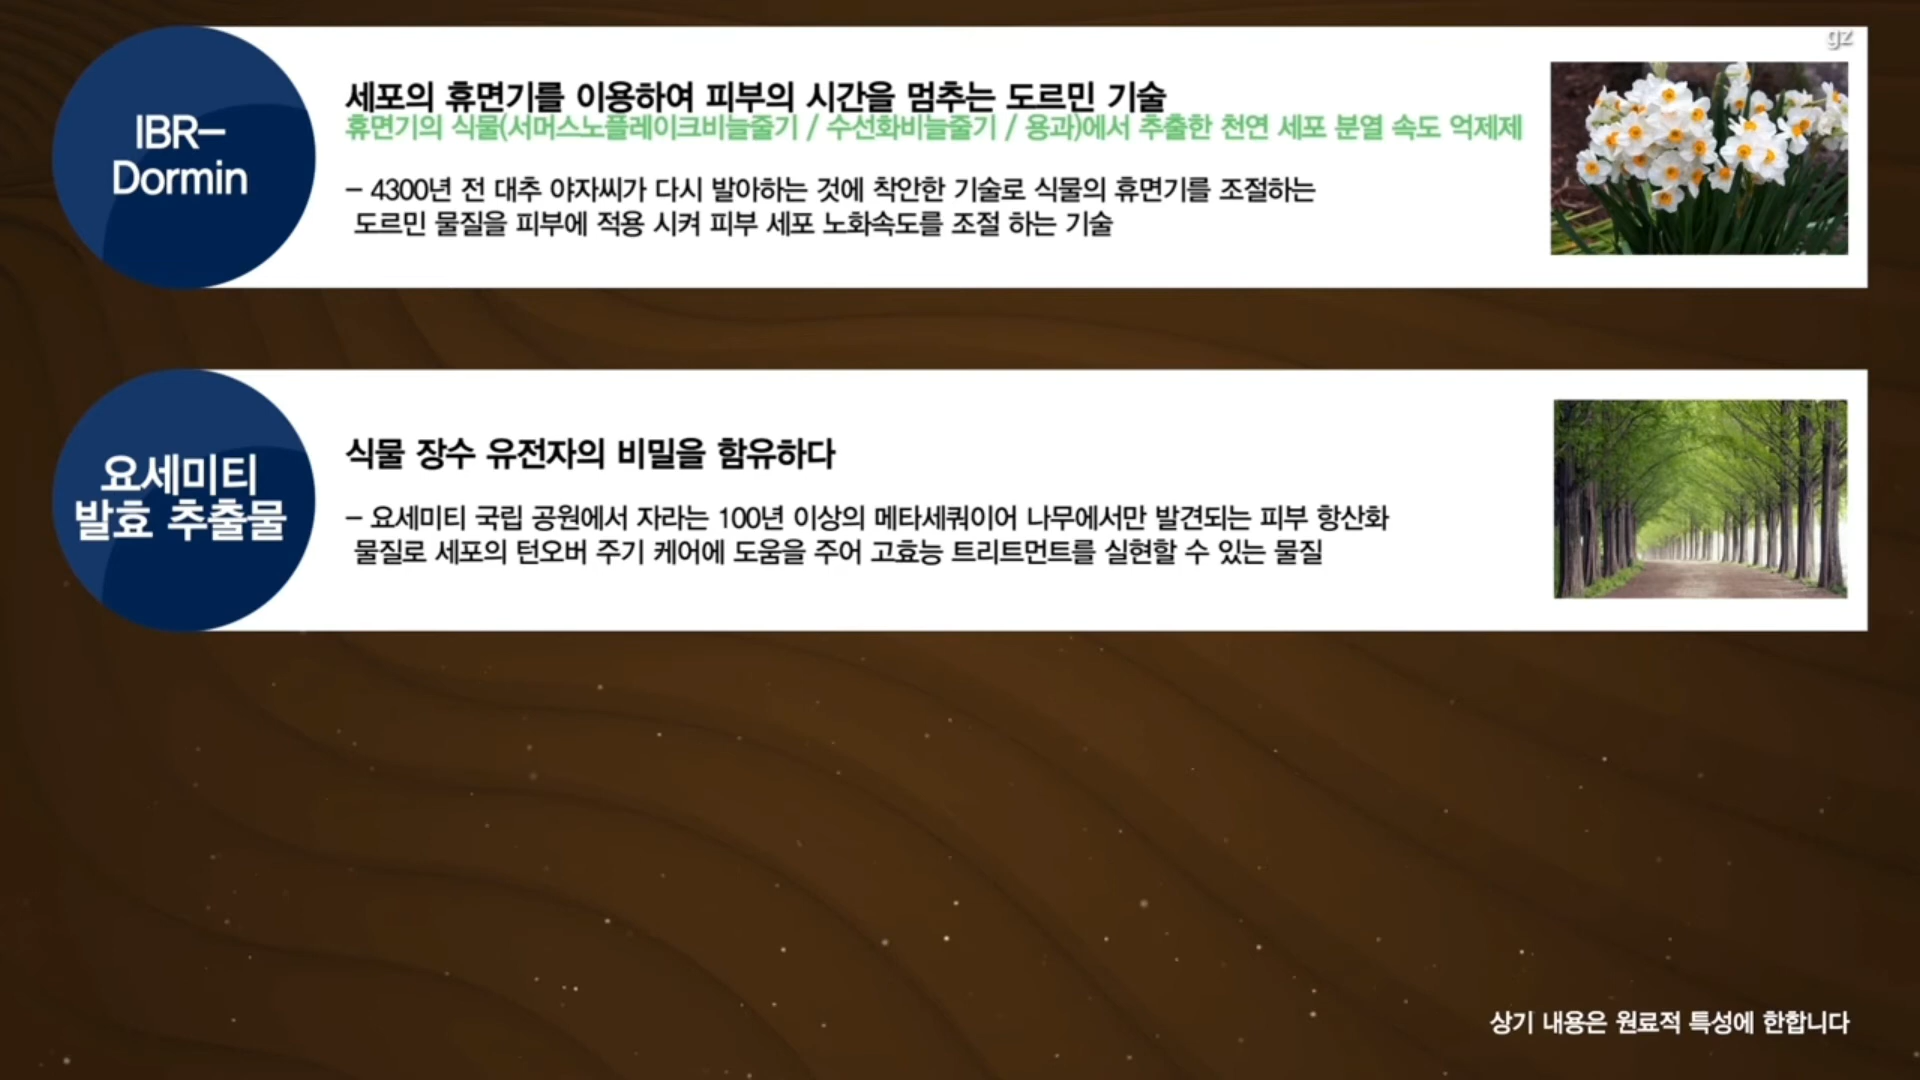 gz
IBR-
Dormin
세포의 휴면기를 이용하여 피부의 시간을 멈추는 도르민 기술
휴면기의 식물(서머스노플레이크비늘줄기 / 수선화비늘줄기 / 용과)에서 추출한 천연 세포 분열 속도 억제제
- 4300년 전 대추 야자씨가 다시 발아하는 것에 착안한 기술로 식물의 휴면기를 조절하는
도르민 물질을 피부에 적용 시켜 피부 세포 노화속도를 조절 하는 기술
요세미티
발효 추출물
식물 장수 유전자의 비밀을 함유하다
- 요세미티 국립 공원에서 자라는 100년 이상의 메타세쿼이어 나무에서만 발견되는 피부 항산화
물질로 세포의 턴오버 주기 케어에 도움을 주어 고효능 트리트먼트를 실현할 수 있는 물질
상기 내용은 원료적 특성에 한합니다